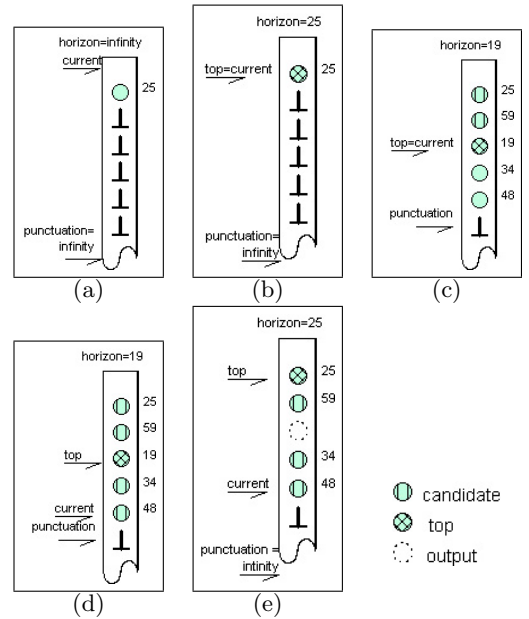 horizon=infinity
current
25
punctuation=
infinity
(a)
horizon=25
top=current
25
punctuation=
infinity
(b)
horizon=19
25
59
top=current
19
34
48
punctuation
(c)
horizon=19
25
59
top
19
34
current
48
punctuation
(d)
horizon=25
top
25
59
34
current
48
punctuation =
intinity
(e)
candidate
top
output